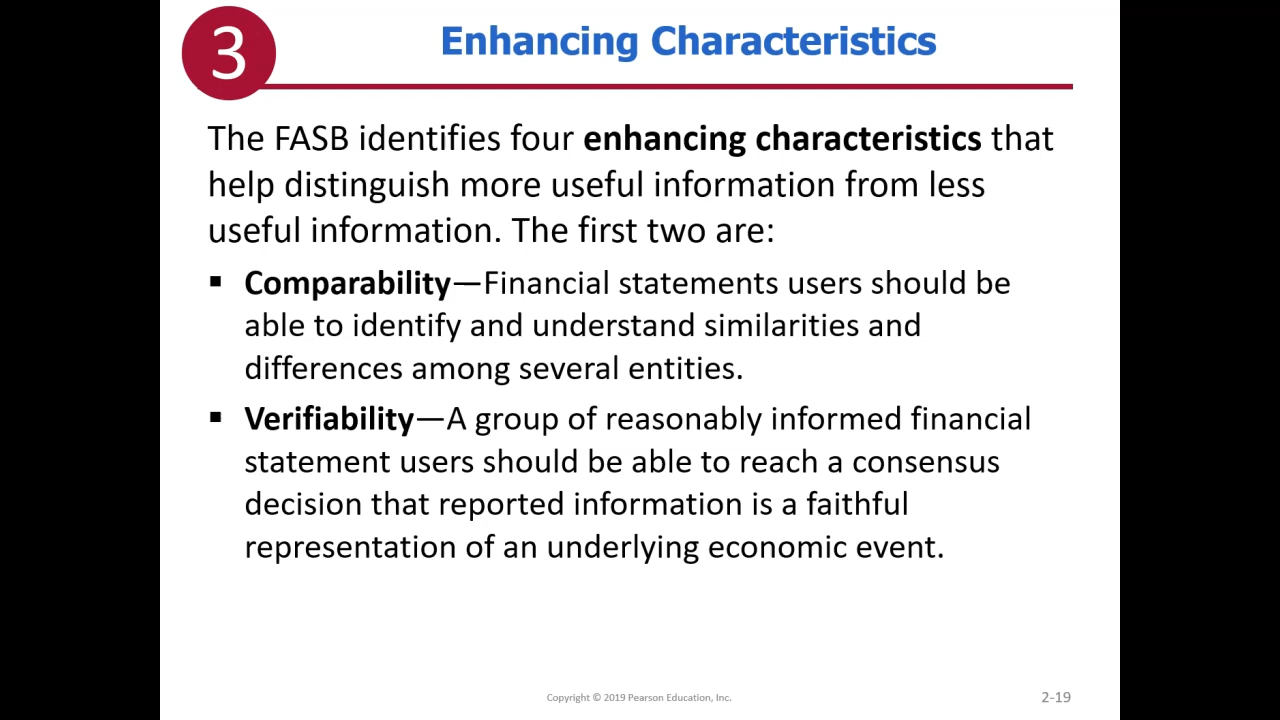 3
Enhancing Characteristics
The FASB identifies four enhancing characteristics that
help distinguish more useful information from less
useful information. The first two are:
▪ Comparability—Financial statements users should be
able to identify and understand similarities and
differences among several entities.
▪ Verifiability—A group of reasonably informed financial
statement users should be able to reach a consensus
decision that reported information is a faithful
representation of an underlying economic event.
Copyright © 2019 Pearson Education, Inc.
2-19